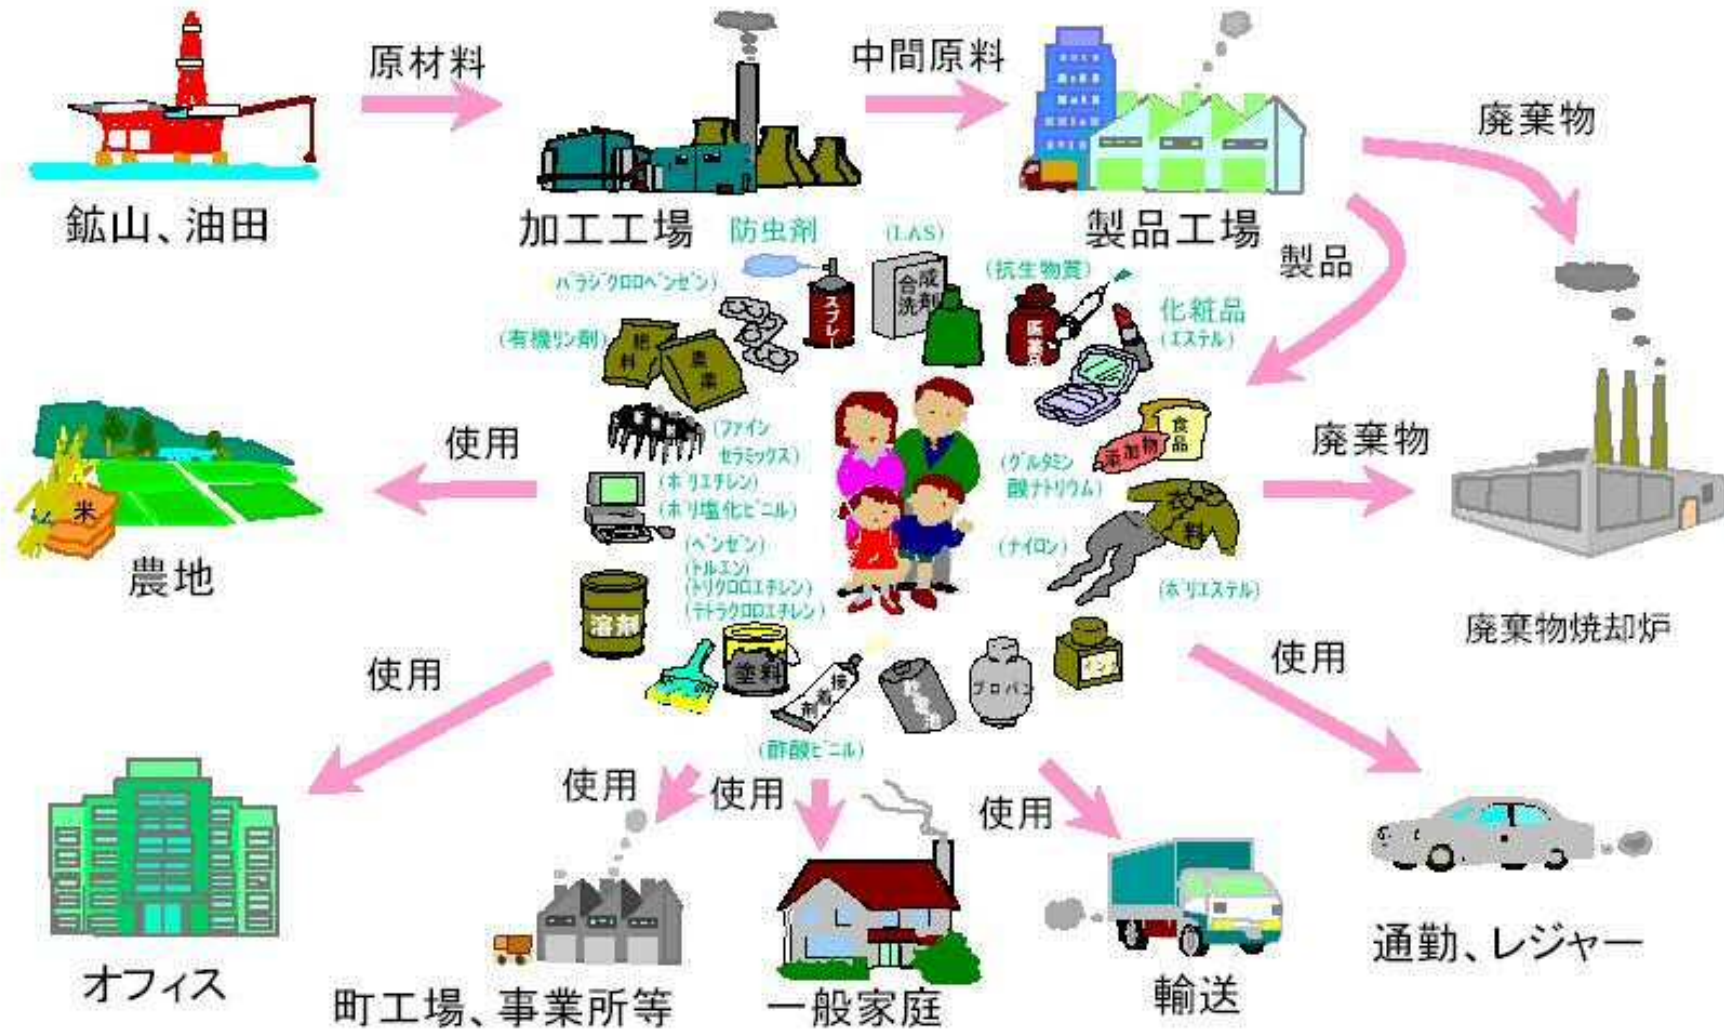 原材料
中間原料
廃棄物
鉱山、油田
加工工場
製品工場
防虫剤
(LAS)
製品
(抗生物質)
パラジクロロベンゼン)
合成洗剤
スプレー
化粧品
(エステル)
(有機リン剤)
肥料
農薬
医薬品
使用
(ファイン
セラミックス)
食品
添加物
廃棄物
(グルタミン
酸ナトリウム)
(ポリエチレン)
(ポリ塩化ビニル)
衣料
米
農地
(ベンゼン)
(トルエン)
(トリクロロエチレン)
(テトラクロロエチレン)
(ナイロン)
(ポリエステル)
溶剤
廃棄物焼却炉
使用
塗料
接着剤
乾電池
プロパン
使用
(酢酸ビニル)
使用
使用
使用
オフィス
町工場、事業所等
一般家庭
輸送
通勤、レジャー